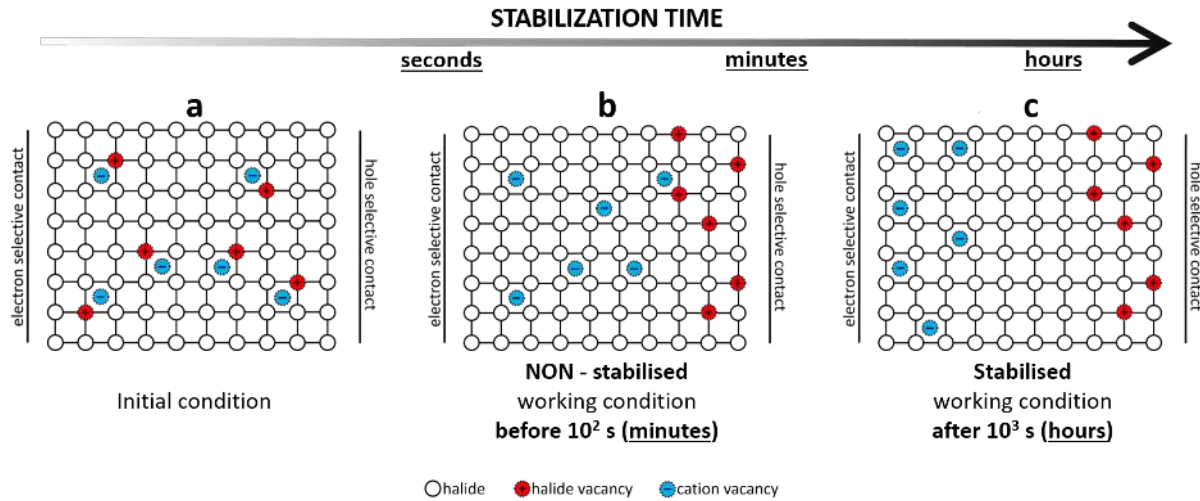 STABILIZATION TIME
seconds
minutes
hours
a
b
c
electron selective contact
hole selective contact
electron selective contact
hole selective contact
electron selective contact
hole selective contact
Initial condition
NON - stabilised
working condition
before 10² s (minutes)
Stabilised
working condition
after 10³ s (hours)
halide
halide vacancy
cation vacancy